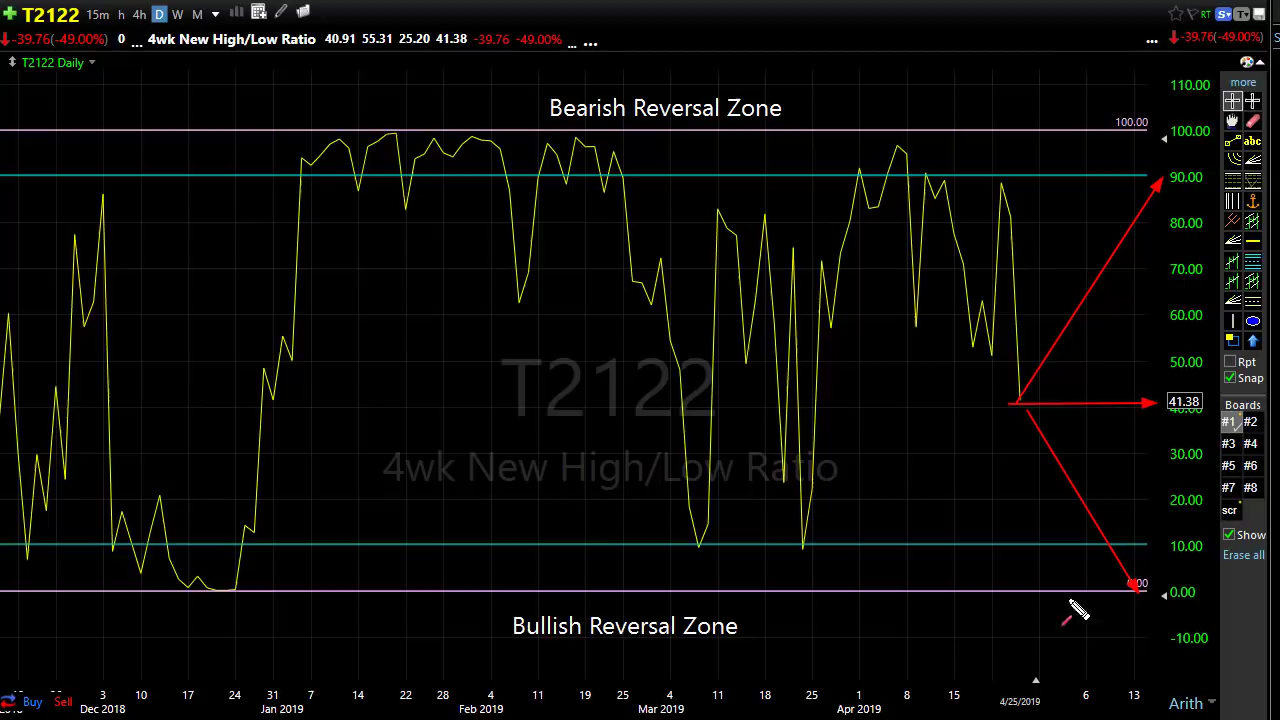 T2122 15m h 4h D W M RT S T
-39.76(-49.00%) 0 ... 4wk New High/Low Ratio 40.91 55.31 25.20 41.38 -39.76 -49.00% ... ... ... -39.76(-49.00%)
T2122 Daily
more
110.00
Bearish Reversal Zone
100.00 100.00
abc
90.00
80.00
70.00
60.00
50.00
Rpt
T2122
Snap
41.38
Boards
#1 #2
#3 #4
30.00
4wk New High/Low Ratio
#5 #6
#7 #8
20.00
scr
Show
10.00
Erase all
0.00
Bullish Reversal Zone
-10.00
3 10 17 24 31 7 14 22 28 4 11 19 25 4 11 18 25 1 8 15 4/25/2019 6 13
Buy Sell
Dec 2018 Jan 2019 Feb 2019 Mar 2019 Apr 2019
Arith